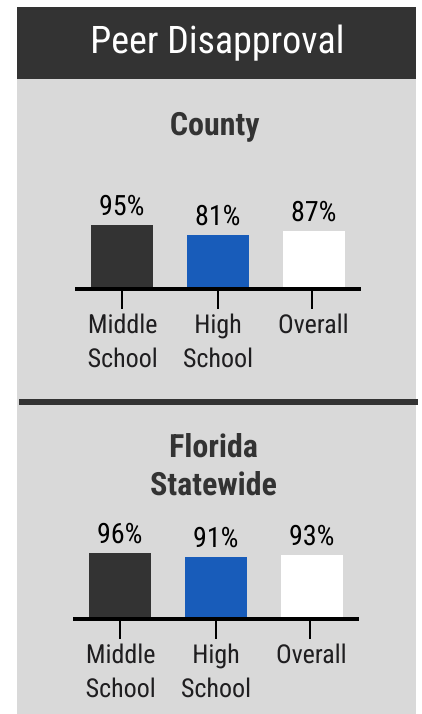 Peer Disapproval
County
95%
81%
87%
Middle
School
High
School
Overall
Florida
Statewide
96%
91%
93%
Middle
School
High
School
Overall